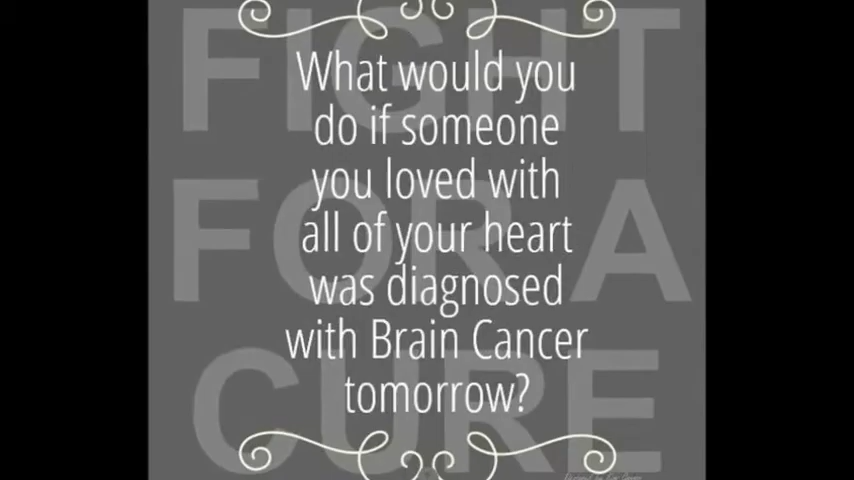 FIGHT
FOR A
CURE
What would you
do if someone
you loved with
all of your heart
was diagnosed
with Brain Cancer
tomorrow?